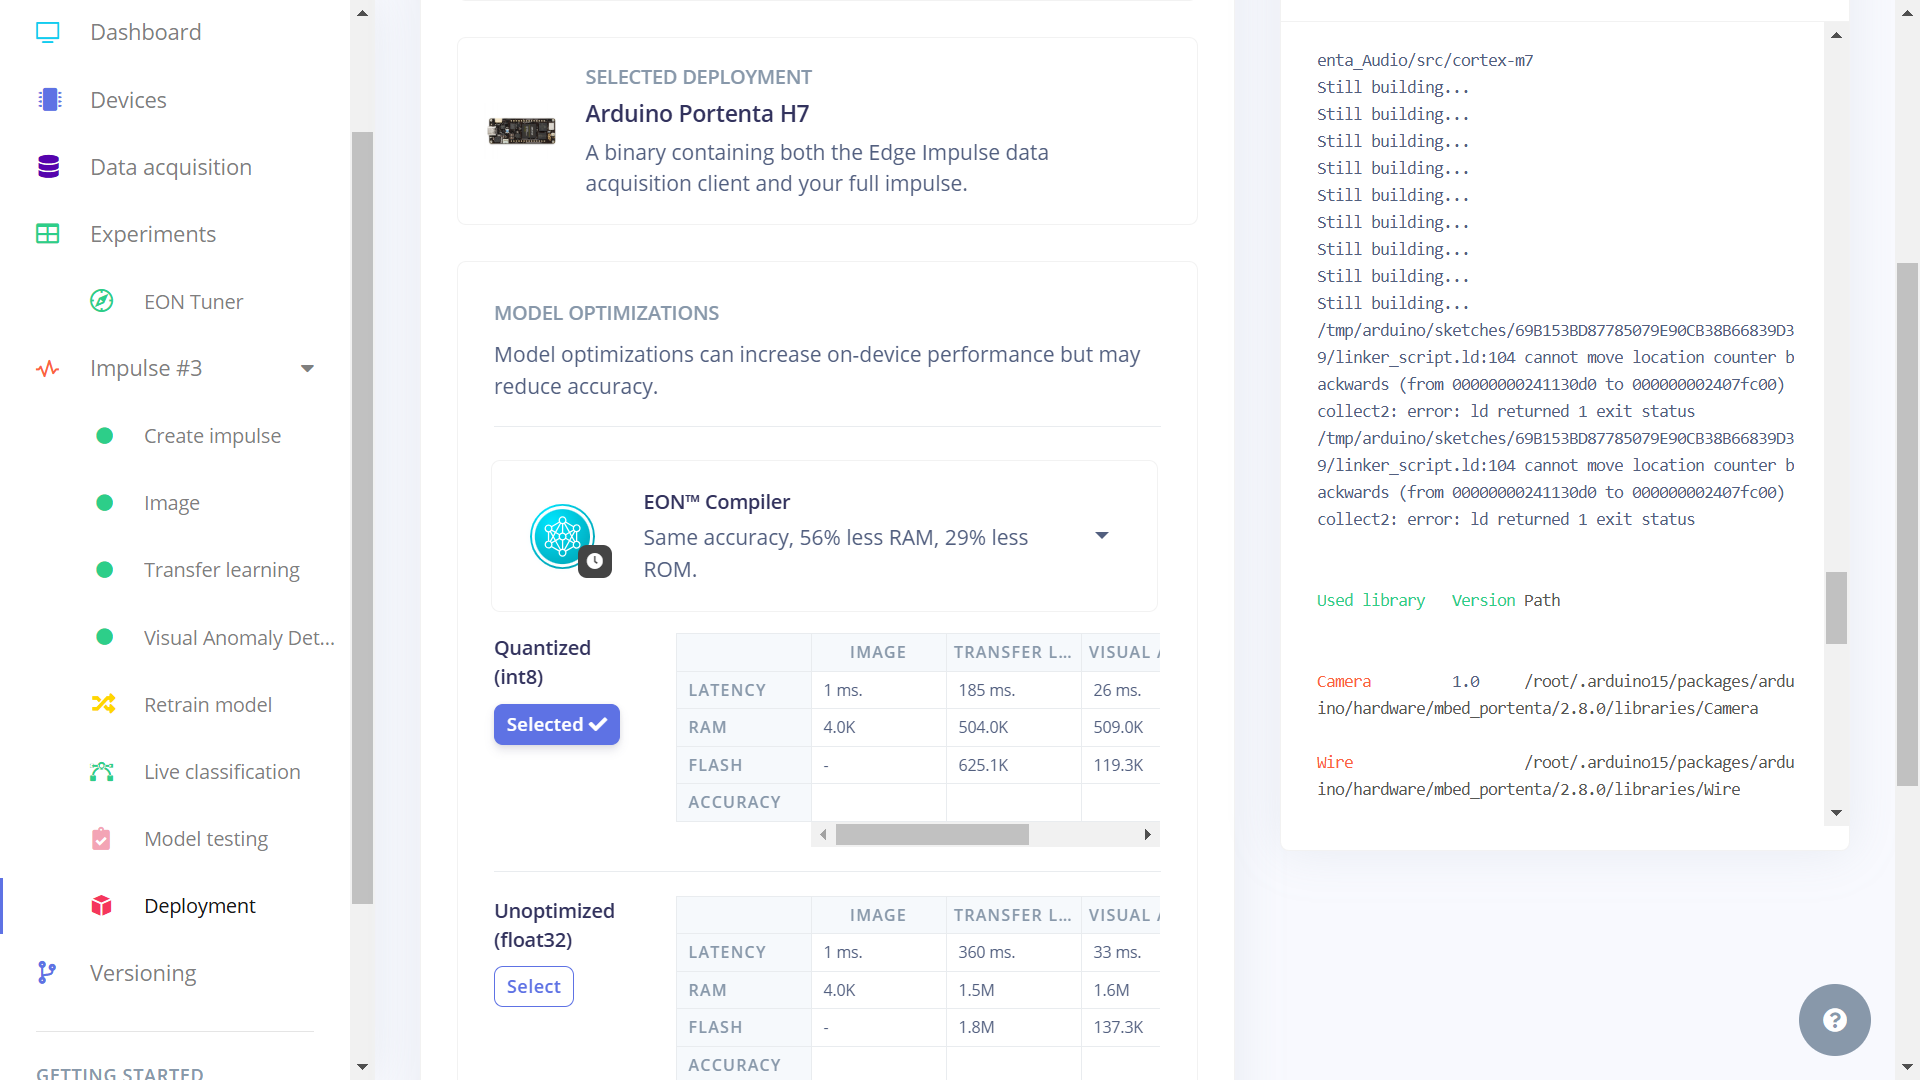 Dashboard
Devices
Data acquisition
Experiments
EON Tuner
Impulse #3
Create impulse
Image
Transfer learning
Visual Anomaly Det...
Retrain model
Live classification
Model testing
Deployment
Versioning
GETTING STARTED
SELECTED DEPLOYMENT
Arduino Portenta H7
A binary containing both the Edge Impulse data
acquisition client and your full impulse.
MODEL OPTIMIZATIONS
Model optimizations can increase on-device performance but may
reduce accuracy.
EON™ Compiler
Same accuracy, 56% less RAM, 29% less
ROM.
Quantized
(int8)
Selected
IMAGE TRANSFER L... VISUAL A
LATENCY 1 ms. 185 ms. 26 ms.
RAM 4.0K 504.0K 509.0K
FLASH - 625.1K 119.3K
ACCURACY
Unoptimized
(float32)
Select
IMAGE TRANSFER L... VISUAL A
LATENCY 1 ms. 360 ms. 33 ms.
RAM 4.0K 1.5M 1.6M
FLASH - 1.8M 137.3K
ACCURACY
enta_Audio/src/cortex-m7
Still building...
Still building...
Still building...
Still building...
Still building...
Still building...
Still building...
Still building...
Still building...
/tmp/arduino/sketches/69B153BD87785079E90CB38B66839D3
9/linker_script.ld:104 cannot move location counter b
ackwards (from 00000000241130d0 to 000000002407fc00)
collect2: error: ld returned 1 exit status
/tmp/arduino/sketches/69B153BD87785079E90CB38B66839D3
9/linker_script.ld:104 cannot move location counter b
ackwards (from 00000000241130d0 to 000000002407fc00)
collect2: error: ld returned 1 exit status
Used library Version Path
Camera 1.0 /root/.arduino15/packages/ardu
ino/hardware/mbed_portenta/2.8.0/libraries/Camera
Wire /root/.arduino15/packages/ardu
ino/hardware/mbed_portenta/2.8.0/libraries/Wire